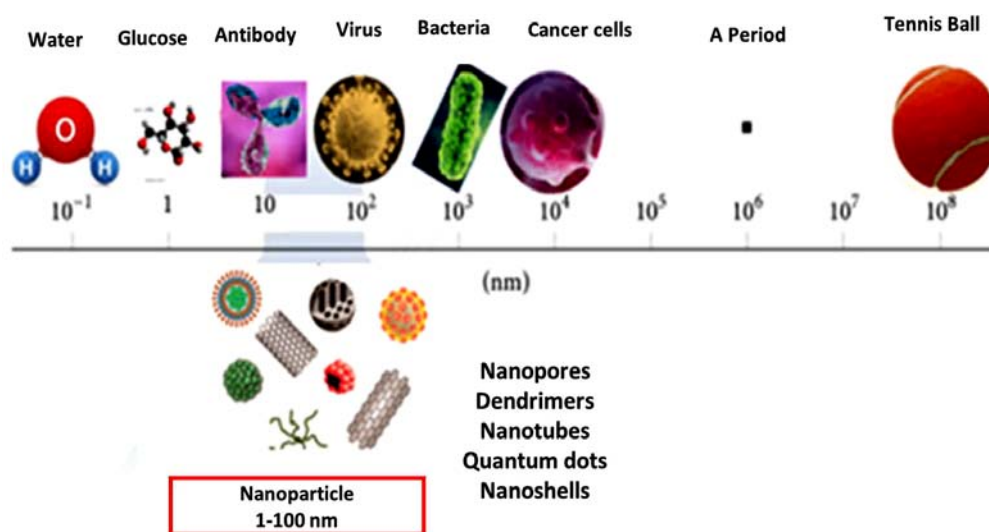 Water Glucose Antibody Virus Bacteria Cancer cells A Period Tennis Ball
O
H H
10⁻¹ 1 10 10² 10³ 10⁴ 10⁵ 10⁶ 10⁷ 10⁸
(nm)
Nanopores
Dendrimers
Nanotubes
Quantum dots
Nanoshells
Nanoparticle
1-100 nm